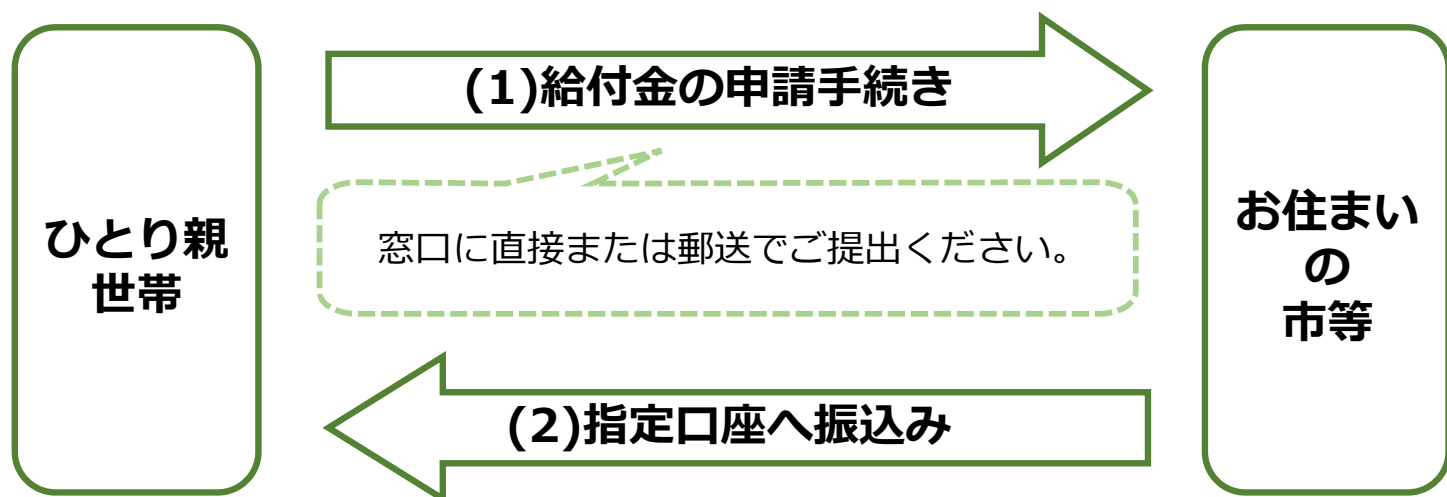 ひとり親
世帯
(1)給付金の申請手続き
窓口に直接または郵送でご提出ください。
(2)指定口座へ振込み
お住まい
の
市等